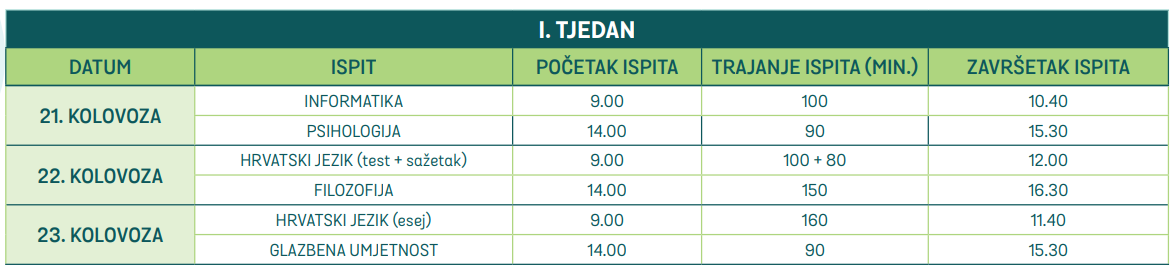 I. TJEDAN
DATUM ISPIT POČETAK ISPITA TRAJANJE ISPITA (MIN.) ZAVRŠETAK ISPITA
21. KOLOVOZA INFORMATIKA 9.00 100 10.40
PSIHOLOGIJA 14.00 90 15.30
22. KOLOVOZA HRVATSKI JEZIK (test + sažetak) 9.00 100 + 80 12.00
FILOZOFIJA 14.00 150 16.30
23. KOLOVOZA HRVATSKI JEZIK (esej) 9.00 160 11.40
GLAZBENA UMJETNOST 14.00 90 15.30